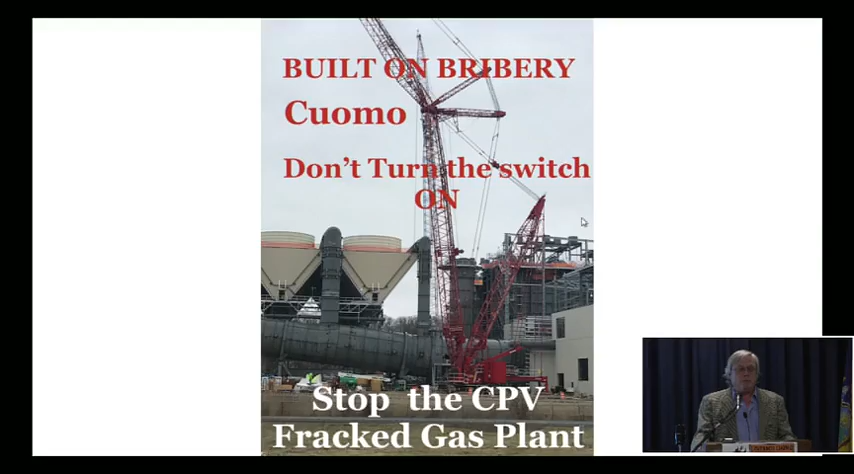 BUILT ON BRIBERY
Cuomo
Don't Turn the switch
ON
Stop the CPV
Fracked Gas Plant